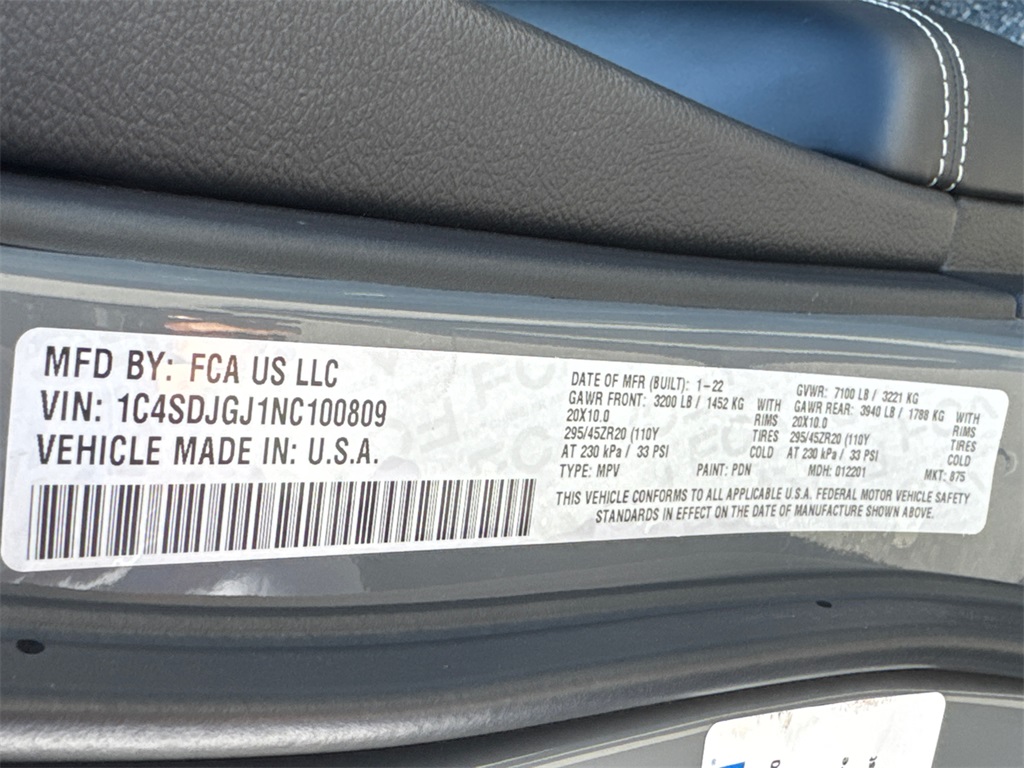 MFD BY: FCA US LLC
VIN: 1C4SDJGJ1NC100809
VEHICLE MADE IN: U.S.A.
DATE OF MFR (BUILT): 1-22
GAWR FRONT: 3200 LB / 1452 KG WITH
20X10.0 RIMS
295/45ZR20 (110Y TIRES
AT 230 kPa / 33 PSI COLD
TYPE: MPV PAINT: PDN
GVWR: 7100 LB / 3221 KG
GAWR REAR: 3940 LB / 1788 KG WITH
20X10.0 RIMS
295/45ZR20 (110Y TIRES
AT 230 kPa / 33 PSI COLD
MDH: 012201 MKT: 875
THIS VEHICLE CONFORMS TO ALL APPLICABLE U.S.A. FEDERAL MOTOR VEHICLE SAFETY
STANDARDS IN EFFECT ON THE DATE OF MANUFACTURE SHOWN ABOVE.